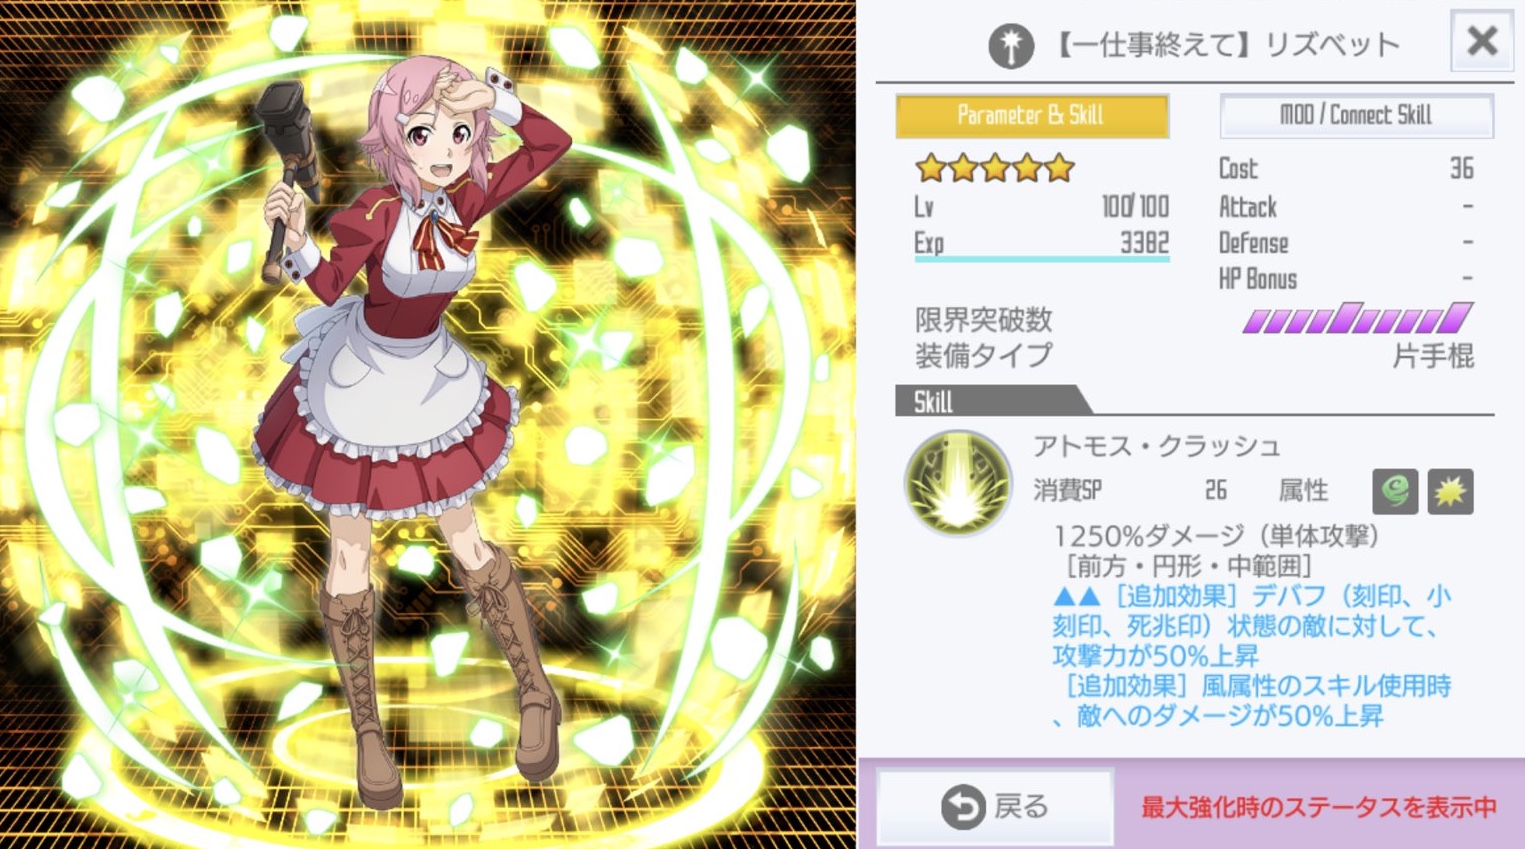 【一仕事終えて】リズベット
Parameter & Skill
MOD / Connect Skill
Lv 100/100
Exp 3382
Cost 36
Attack -
Defense -
HP Bonus -
限界突破数
装備タイプ 片手棍
Skill
アトモス・クラッシュ
消費SP 26 属性
1250%ダメージ（単体攻撃）
［前方・円形・中範囲］
▲▲［追加効果］デバフ（刻印、小
刻印、死兆印）状態の敵に対して、
攻撃力が50%上昇
［追加効果］風属性のスキル使用時
、敵へのダメージが50%上昇
戻る
最大強化時のステータスを表示中